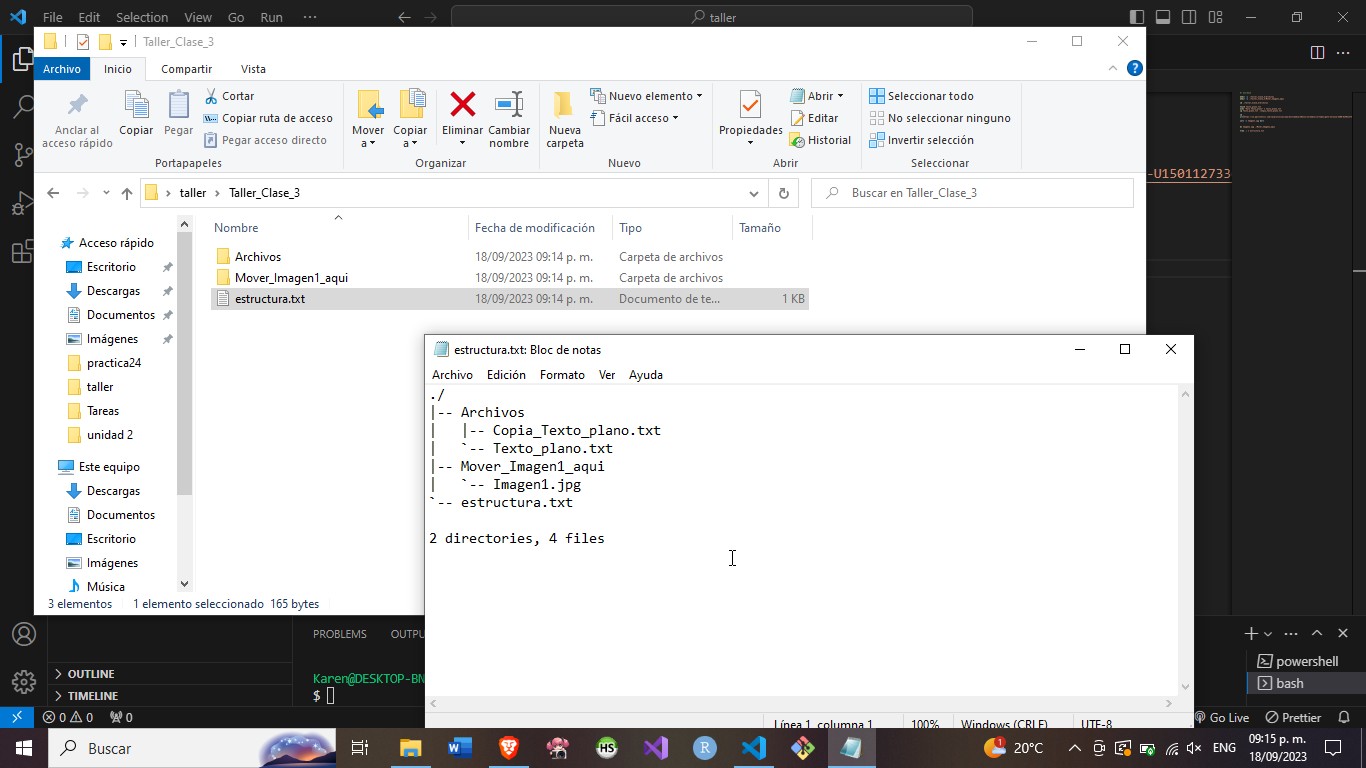 File Edit Selection View Go Run ··· taller
Taller_Clase_3
Archivo Inicio Compartir Vista
Anclar al acceso rápido
Copiar
Pegar
Cortar
Copiar ruta de acceso
Pegar acceso directo
Mover a
Copiar a
Eliminar
Cambiar nombre
Nueva carpeta
Nuevo elemento
Fácil acceso
Propiedades
Abrir
Editar
Historial
Seleccionar todo
No seleccionar ninguno
Invertir selección
Portapapeles Organizar Nuevo Abrir Seleccionar
taller Taller_Clase_3 Buscar en Taller_Clase_3
-U150112733
Nombre Fecha de modificación Tipo Tamaño
Archivos 18/09/2023 09:14 p. m. Carpeta de archivos
Mover_Imagen1_aqui 18/09/2023 09:14 p. m. Carpeta de archivos
estructura.txt 18/09/2023 09:14 p. m. Documento de te... 1 KB
Acceso rápido
Escritorio
Descargas
Documentos
Imágenes
practica24
taller
Tareas
unidad 2
Este equipo
Descargas
Documentos
Escritorio
Imágenes
Música
3 elementos 1 elemento seleccionado 165 bytes
estructura.txt: Bloc de notas
Archivo Edición Formato Ver Ayuda
./
|-- Archivos
|   |-- Copia_Texto_plano.txt
|   `-- Texto_plano.txt
|-- Mover_Imagen1_aqui
|   `-- Imagen1.jpg
`-- estructura.txt
2 directories, 4 files
Línea 1, columna 1 100% Windows (CRLF) UTF-8
PROBLEMS OUTPU
Karen@DESKTOP-BN
$
powershell
bash
OUTLINE
TIMELINE
0 0 0
Go Live Prettier
Buscar
HS
R
1
20°C
ENG
09:15 p. m.
18/09/2023